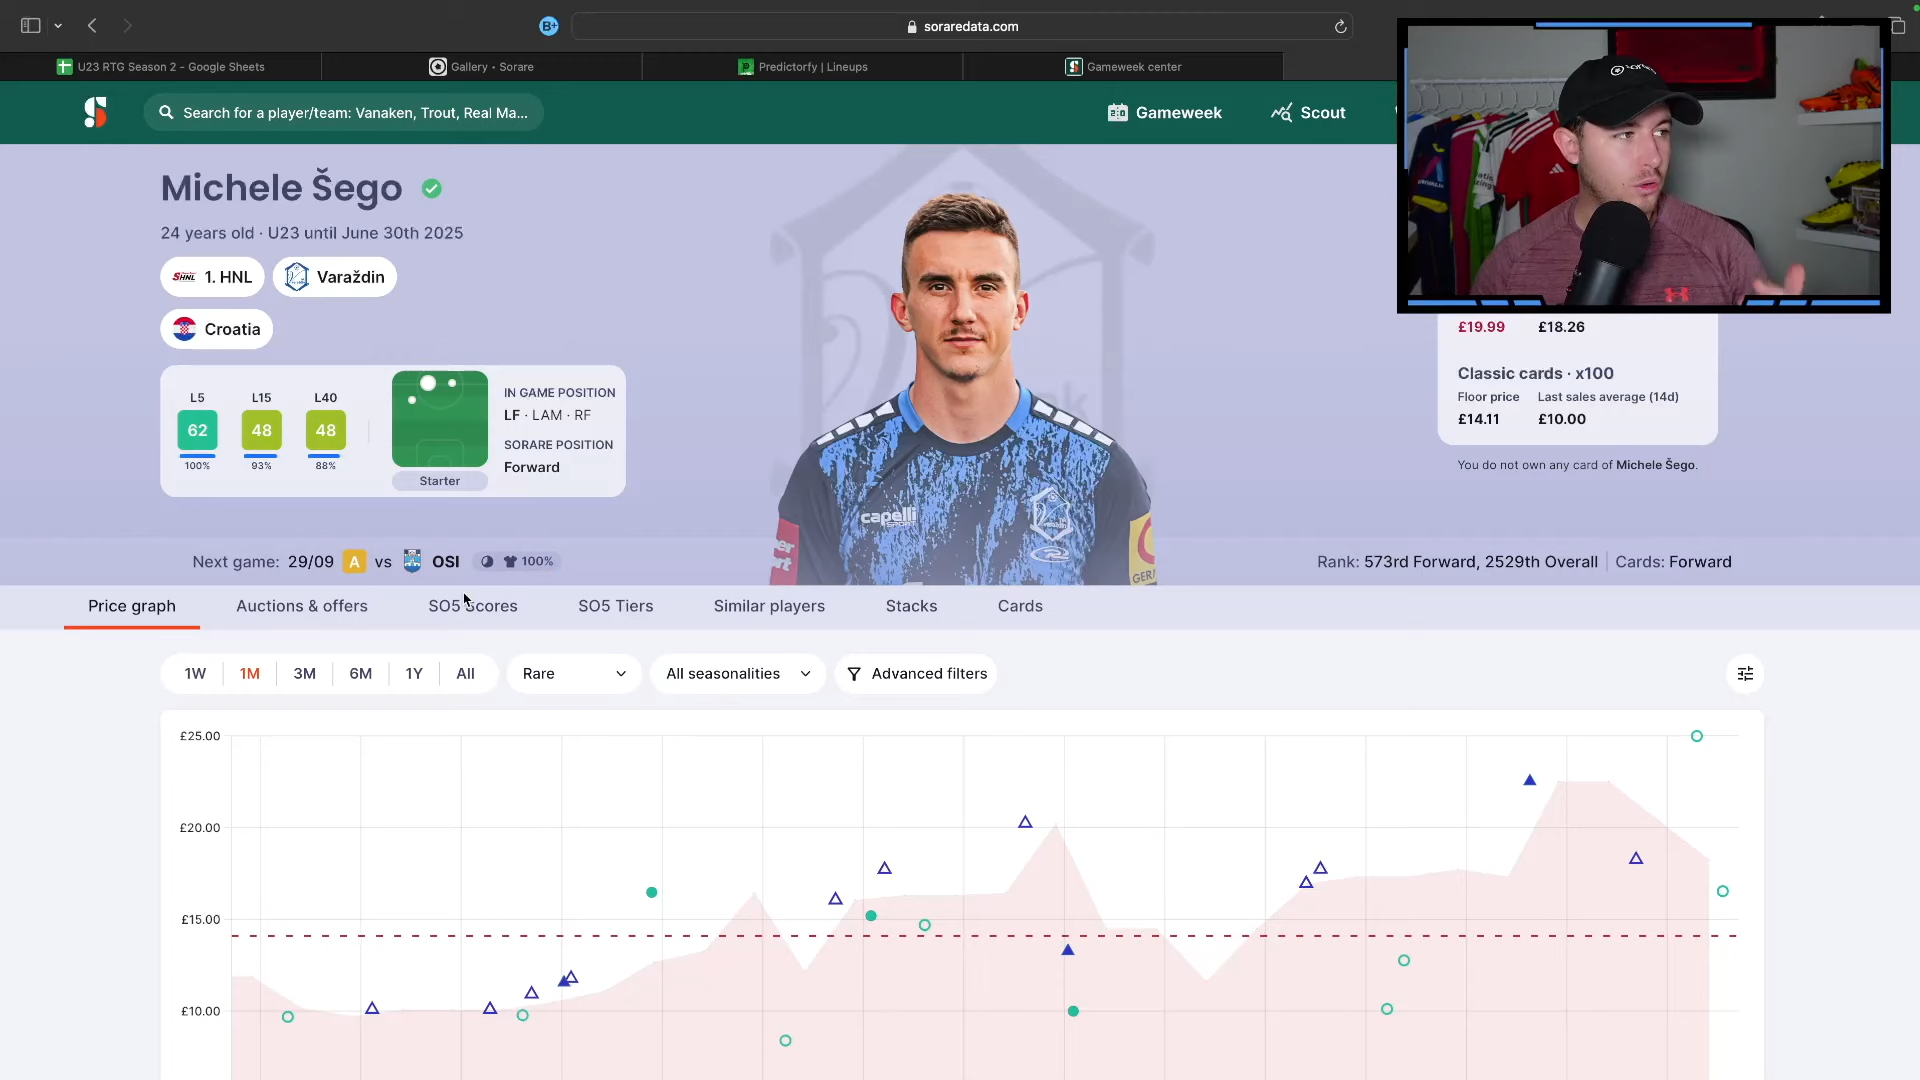 soraredata.com
U23 RTG Season 2 - Google Sheets
Gallery • Sorare
Predictorfy | Lineups
Gameweek center
Search for a player/team: Vanaken, Trout, Real Ma...
Gameweek
Scout
Michele Šego
24 years old · U23 until June 30th 2025
1. HNL
Varaždin
Croatia
L5
L15
L40
62
48
48
100%
93%
88%
Starter
IN GAME POSITION
LF · LAM · RF
SORARE POSITION
Forward
£19.99
£18.26
Classic cards · x100
Floor price
Last sales average (14d)
£14.11
£10.00
You do not own any card of Michele Šego.
capelli
SPORT
Next game: 29/09 A vs OSI 100%
Rank: 573rd Forward, 2529th Overall
Cards: Forward
Price graph
Auctions & offers
SO5 Scores
SO5 Tiers
Similar players
Stacks
Cards
1W
1M
3M
6M
1Y
All
Rare
All seasonalities
Advanced filters
£25.00
£20.00
£15.00
£10.00